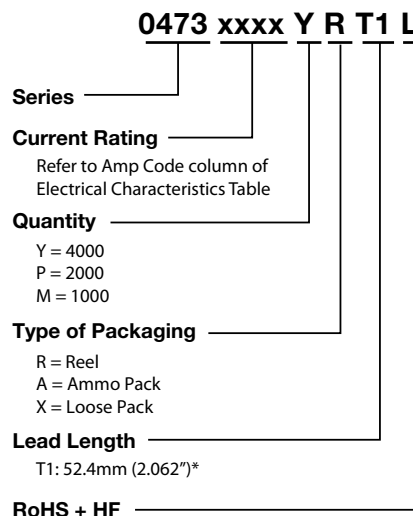 0473 xxxx Y R T1 L
Series
Current Rating
Refer to Amp Code column of
Electrical Characteristics Table
Quantity
Y = 4000
P = 2000
M = 1000
Type of Packaging
R = Reel
A = Ammo Pack
X = Loose Pack
Lead Length
T1: 52.4mm (2.062″)*
RoHS + HF